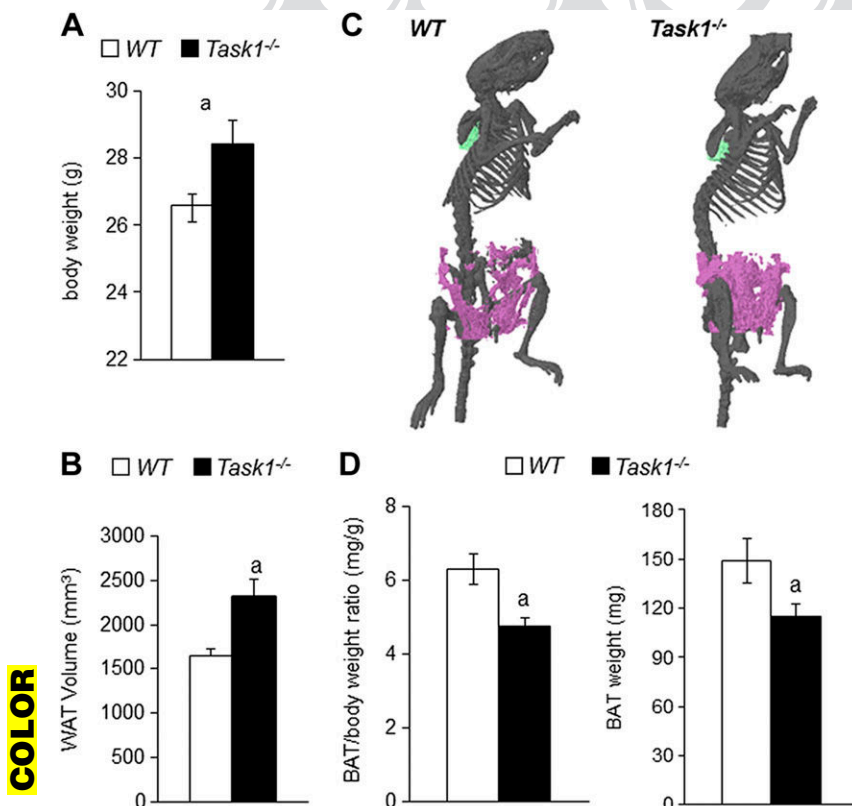 A
WT Task1-/-
30
28
26
24
22
body weight (g)
a
C
WT
Task1-/-
B
WT Task1-/-
3000
2500
2000
1500
1000
500
0
WAT Volume (mm³)
a
D
WT Task1-/-
8
6
4
2
0
BAT/body weight ratio (mg/g)
a
180
150
120
90
60
30
0
BAT weight (mg)
a
COLOR